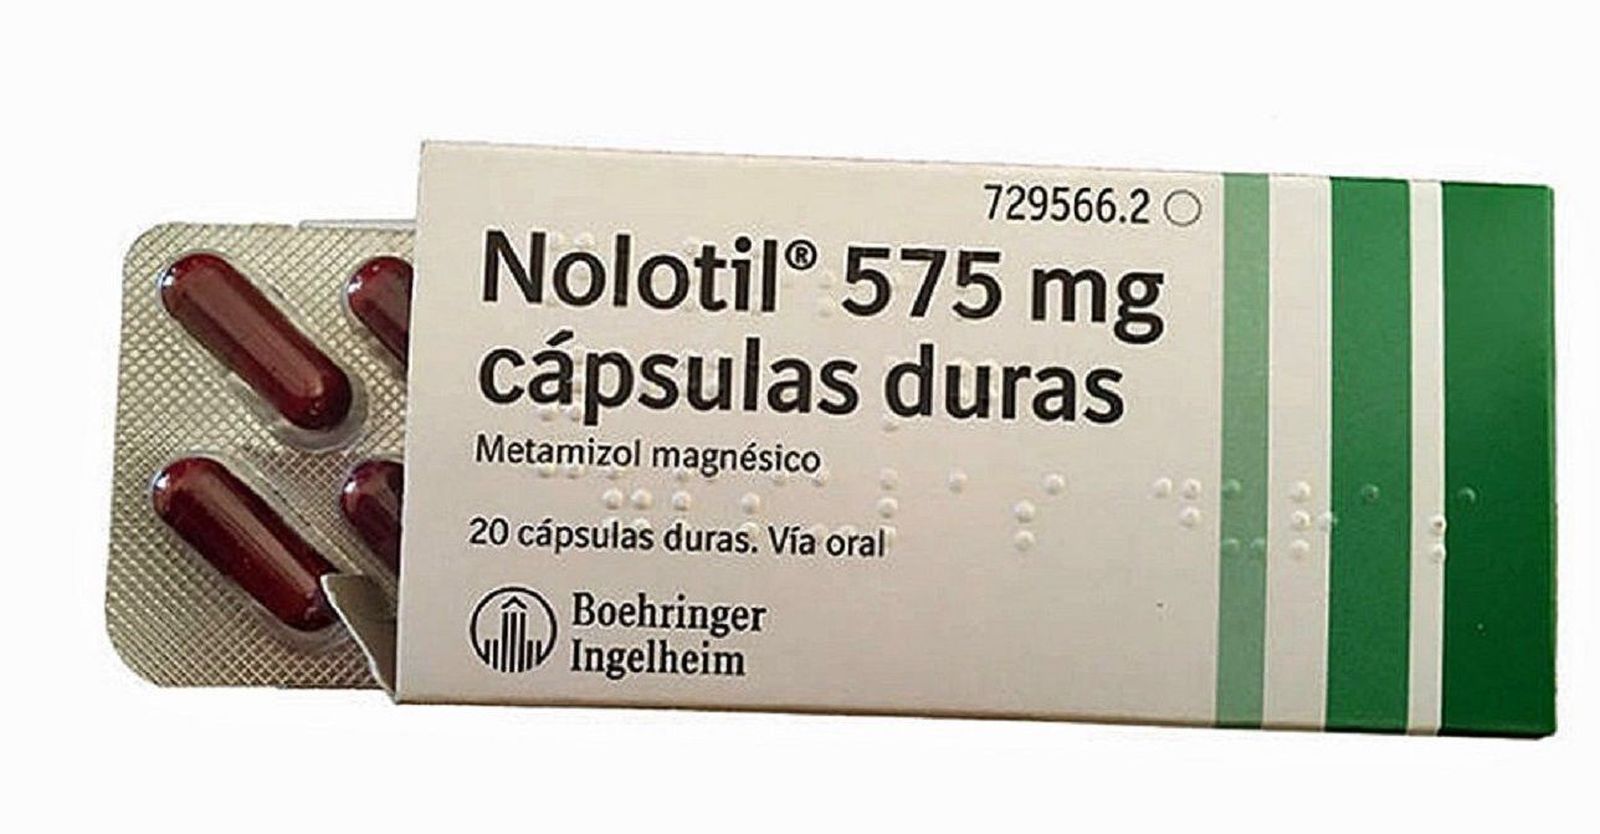 729566.2
Nolotil® 575 mg
cápsulas duras
Metamizol magnésico
20 cápsulas duras. Vía oral
Boehringer
Ingelheim